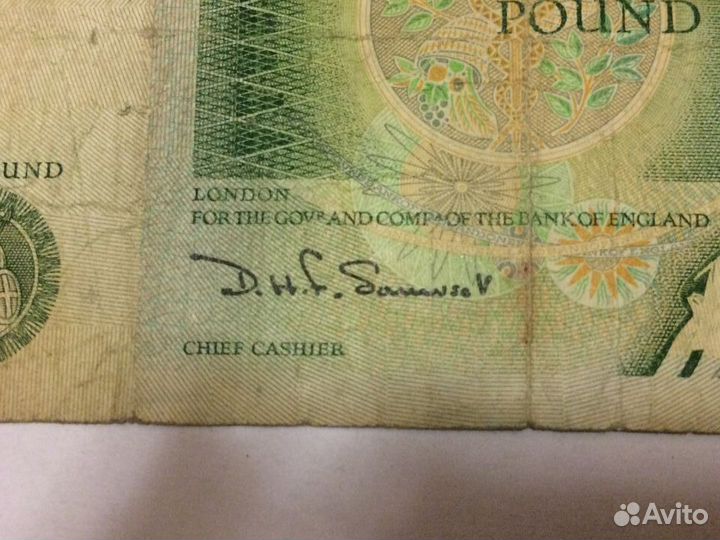 POUND
UND
LONDON
FOR THE GOVR AND COMPA OF THE BANK OF ENGLAND
D.H.F. Somerset
CHIEF CASHIER
Avito